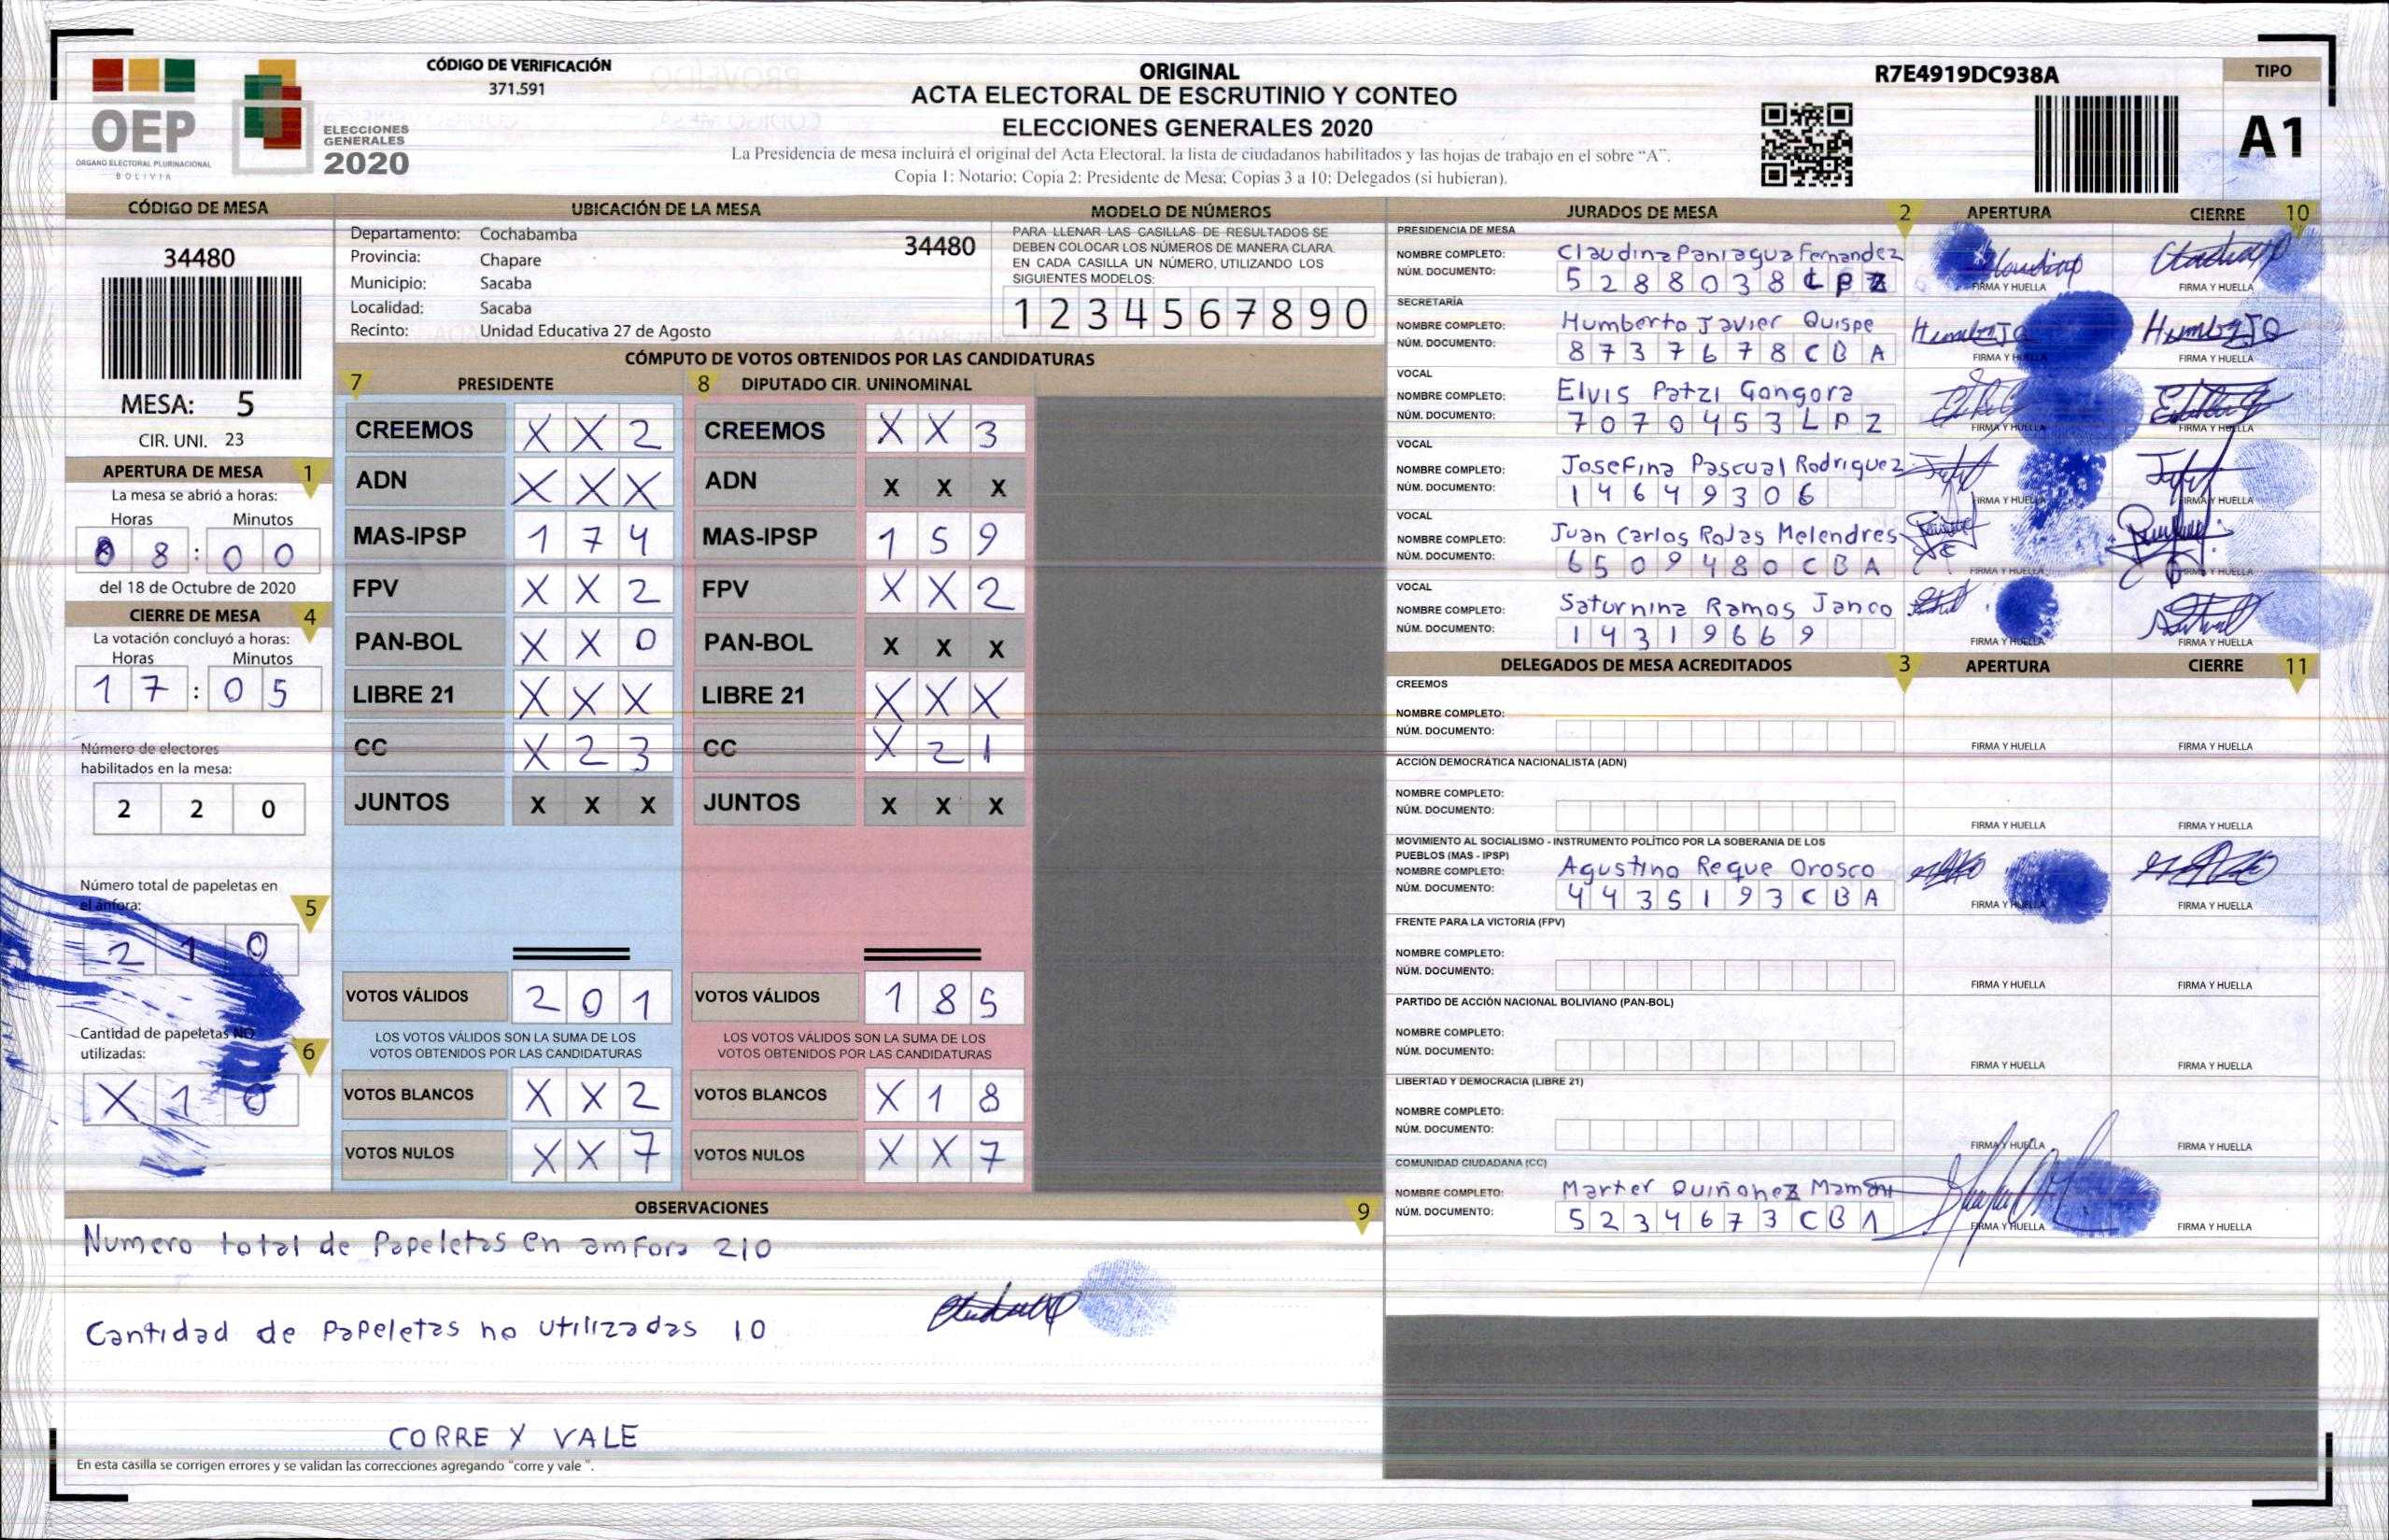 OEP
ÓRGANO ELECTORAL PLURINACIONAL
BOLIVIA
ELECCIONES
GENERALES
2020
CÓDIGO DE VERIFICACIÓN
371.591
ORIGINAL
ACTA ELECTORAL DE ESCRUTINIO Y CONTEO
ELECCIONES GENERALES 2020
La Presidencia de mesa incluirá el original del Acta Electoral, la lista de ciudadanos habilitados y las hojas de trabajo en el sobre “A”.
Copia 1: Notario; Copia 2: Presidente de Mesa; Copias 3 a 10: Delegados (si hubieran).
R7E4919DC938A
TIPO
A1
CÓDIGO DE MESA
34480
MESA: 5
CIR. UNI. 23
APERTURA DE MESA 1
La mesa se abrió a horas:
Horas Minutos
0 8 : 0 0
del 18 de Octubre de 2020
CIERRE DE MESA 4
La votación concluyó a horas:
Horas Minutos
1 7 : 0 5
Número de electores
habilitados en la mesa:
2 2 0
Número total de papeletas en
el ánfora: 5
2 1 0
Cantidad de papeletas NO
utilizadas: 6
X 1 0
UBICACIÓN DE LA MESA
Departamento: Cochabamba
34480
Provincia: Chapare
Municipio: Sacaba
Localidad: Sacaba
Recinto: Unidad Educativa 27 de Agosto
MODELO DE NÚMEROS
PARA LLENAR LAS CASILLAS DE RESULTADOS SE
DEBEN COLOCAR LOS NÚMEROS DE MANERA CLARA
EN CADA CASILLA UN NÚMERO, UTILIZANDO LOS
SIGUIENTES MODELOS:
1 2 3 4 5 6 7 8 9 0
CÓMPUTO DE VOTOS OBTENIDOS POR LAS CANDIDATURAS
7 PRESIDENTE 8 DIPUTADO CIR. UNINOMINAL
CREEMOS X X 2 CREEMOS X X 3
ADN X X X ADN X X X
MAS-IPSP 1 7 4 MAS-IPSP 1 5 9
FPV X X 2 FPV X X 2
PAN-BOL X X 0 PAN-BOL X X X
LIBRE 21 X X X LIBRE 21 X X X
CC X 2 3 CC X 2 1
JUNTOS X X X JUNTOS X X X
VOTOS VÁLIDOS 2 0 1 VOTOS VÁLIDOS 1 8 5
LOS VOTOS VÁLIDOS SON LA SUMA DE LOS LOS VOTOS VÁLIDOS SON LA SUMA DE LOS
VOTOS OBTENIDOS POR LAS CANDIDATURAS VOTOS OBTENIDOS POR LAS CANDIDATURAS
VOTOS BLANCOS X X 2 VOTOS BLANCOS X 1 8
VOTOS NULOS X X 7 VOTOS NULOS X X 7
OBSERVACIONES 9
Numero total de Papeletas en amfora 210
Cantidad de Papeletas no utilizadas 10
CORRE Y VALE
En esta casilla se corrigen errores y se validan las correcciones agregando "corre y vale ".
JURADOS DE MESA 2 APERTURA CIERRE 10
PRESIDENCIA DE MESA
NOMBRE COMPLETO: Claudina Paniagua Fernandez
NÚM. DOCUMENTO: 5 2 8 8 0 3 8 L P Z
FIRMA Y HUELLA FIRMA Y HUELLA
SECRETARÍA
NOMBRE COMPLETO: Humberto Javier Quispe
NÚM. DOCUMENTO: 8 7 3 7 6 7 8 C B A
FIRMA Y HUELLA FIRMA Y HUELLA
VOCAL
NOMBRE COMPLETO: Elvis Patzi Gongora
NÚM. DOCUMENTO: 7 0 7 0 4 5 3 L P Z
FIRMA Y HUELLA FIRMA Y HUELLA
VOCAL
NOMBRE COMPLETO: Josefina Pascual Rodriguez
NÚM. DOCUMENTO: 1 4 6 4 9 3 0 6
FIRMA Y HUELLA FIRMA Y HUELLA
VOCAL
NOMBRE COMPLETO: Juan Carlos Rojas Melendres
NÚM. DOCUMENTO: 6 5 0 9 4 8 0 C B A
FIRMA Y HUELLA FIRMA Y HUELLA
VOCAL
NOMBRE COMPLETO: Saturnina Ramos Janco
NÚM. DOCUMENTO: 1 4 3 1 9 6 6 9
FIRMA Y HUELLA FIRMA Y HUELLA
DELEGADOS DE MESA ACREDITADOS 3 APERTURA CIERRE 11
CREEMOS
NOMBRE COMPLETO:
NÚM. DOCUMENTO:
FIRMA Y HUELLA FIRMA Y HUELLA
ACCIÓN DEMOCRÁTICA NACIONALISTA (ADN)
NOMBRE COMPLETO:
NÚM. DOCUMENTO:
FIRMA Y HUELLA FIRMA Y HUELLA
MOVIMIENTO AL SOCIALISMO - INSTRUMENTO POLÍTICO POR LA SOBERANIA DE LOS
PUEBLOS (MAS - IPSP)
NOMBRE COMPLETO: Agustina Reque Orosco
NÚM. DOCUMENTO: 4 4 3 5 1 9 3 C B A
FIRMA Y HUELLA FIRMA Y HUELLA
FRENTE PARA LA VICTORIA (FPV)
NOMBRE COMPLETO:
NÚM. DOCUMENTO:
FIRMA Y HUELLA FIRMA Y HUELLA
PARTIDO DE ACCIÓN NACIONAL BOLIVIANO (PAN-BOL)
NOMBRE COMPLETO:
NÚM. DOCUMENTO:
FIRMA Y HUELLA FIRMA Y HUELLA
LIBERTAD Y DEMOCRACIA (LIBRE 21)
NOMBRE COMPLETO:
NÚM. DOCUMENTO:
FIRMA Y HUELLA FIRMA Y HUELLA
COMUNIDAD CIUDADANA (CC)
NOMBRE COMPLETO: Marter Quiñonez Mamani
NÚM. DOCUMENTO: 5 2 3 4 6 7 3 C B A
FIRMA Y HUELLA FIRMA Y HUELLA